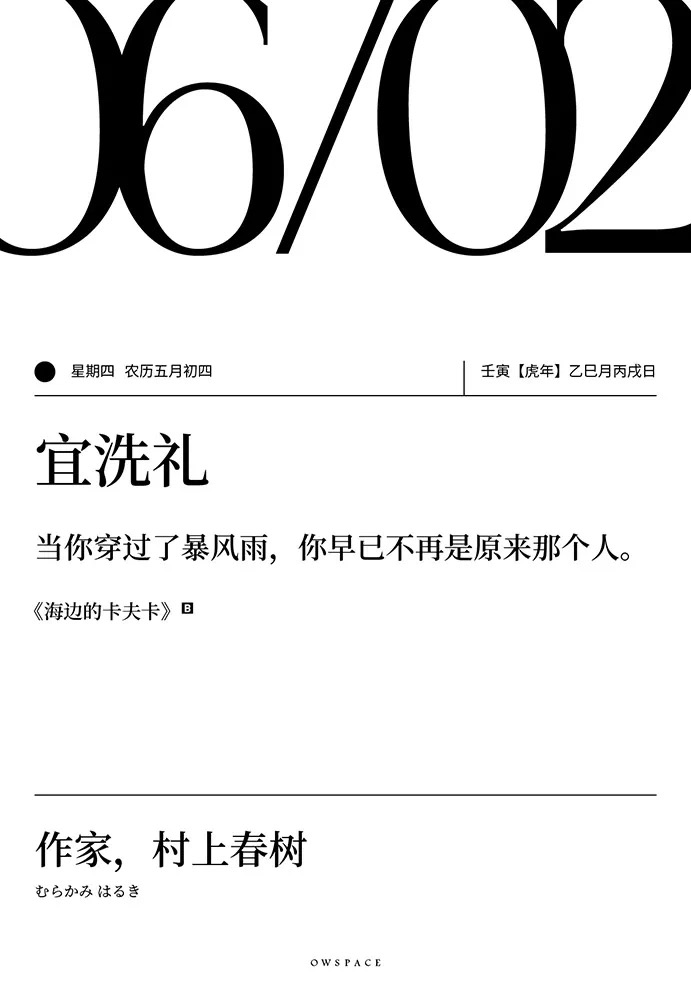 06/02
星期四 农历五月初四
壬寅【虎年】乙巳月丙戌日
宜洗礼
当你穿过了暴风雨，你早已不再是原来那个人。
《海边的卡夫卡》B
作家，村上春树
むらかみ はるき
OWSPACE